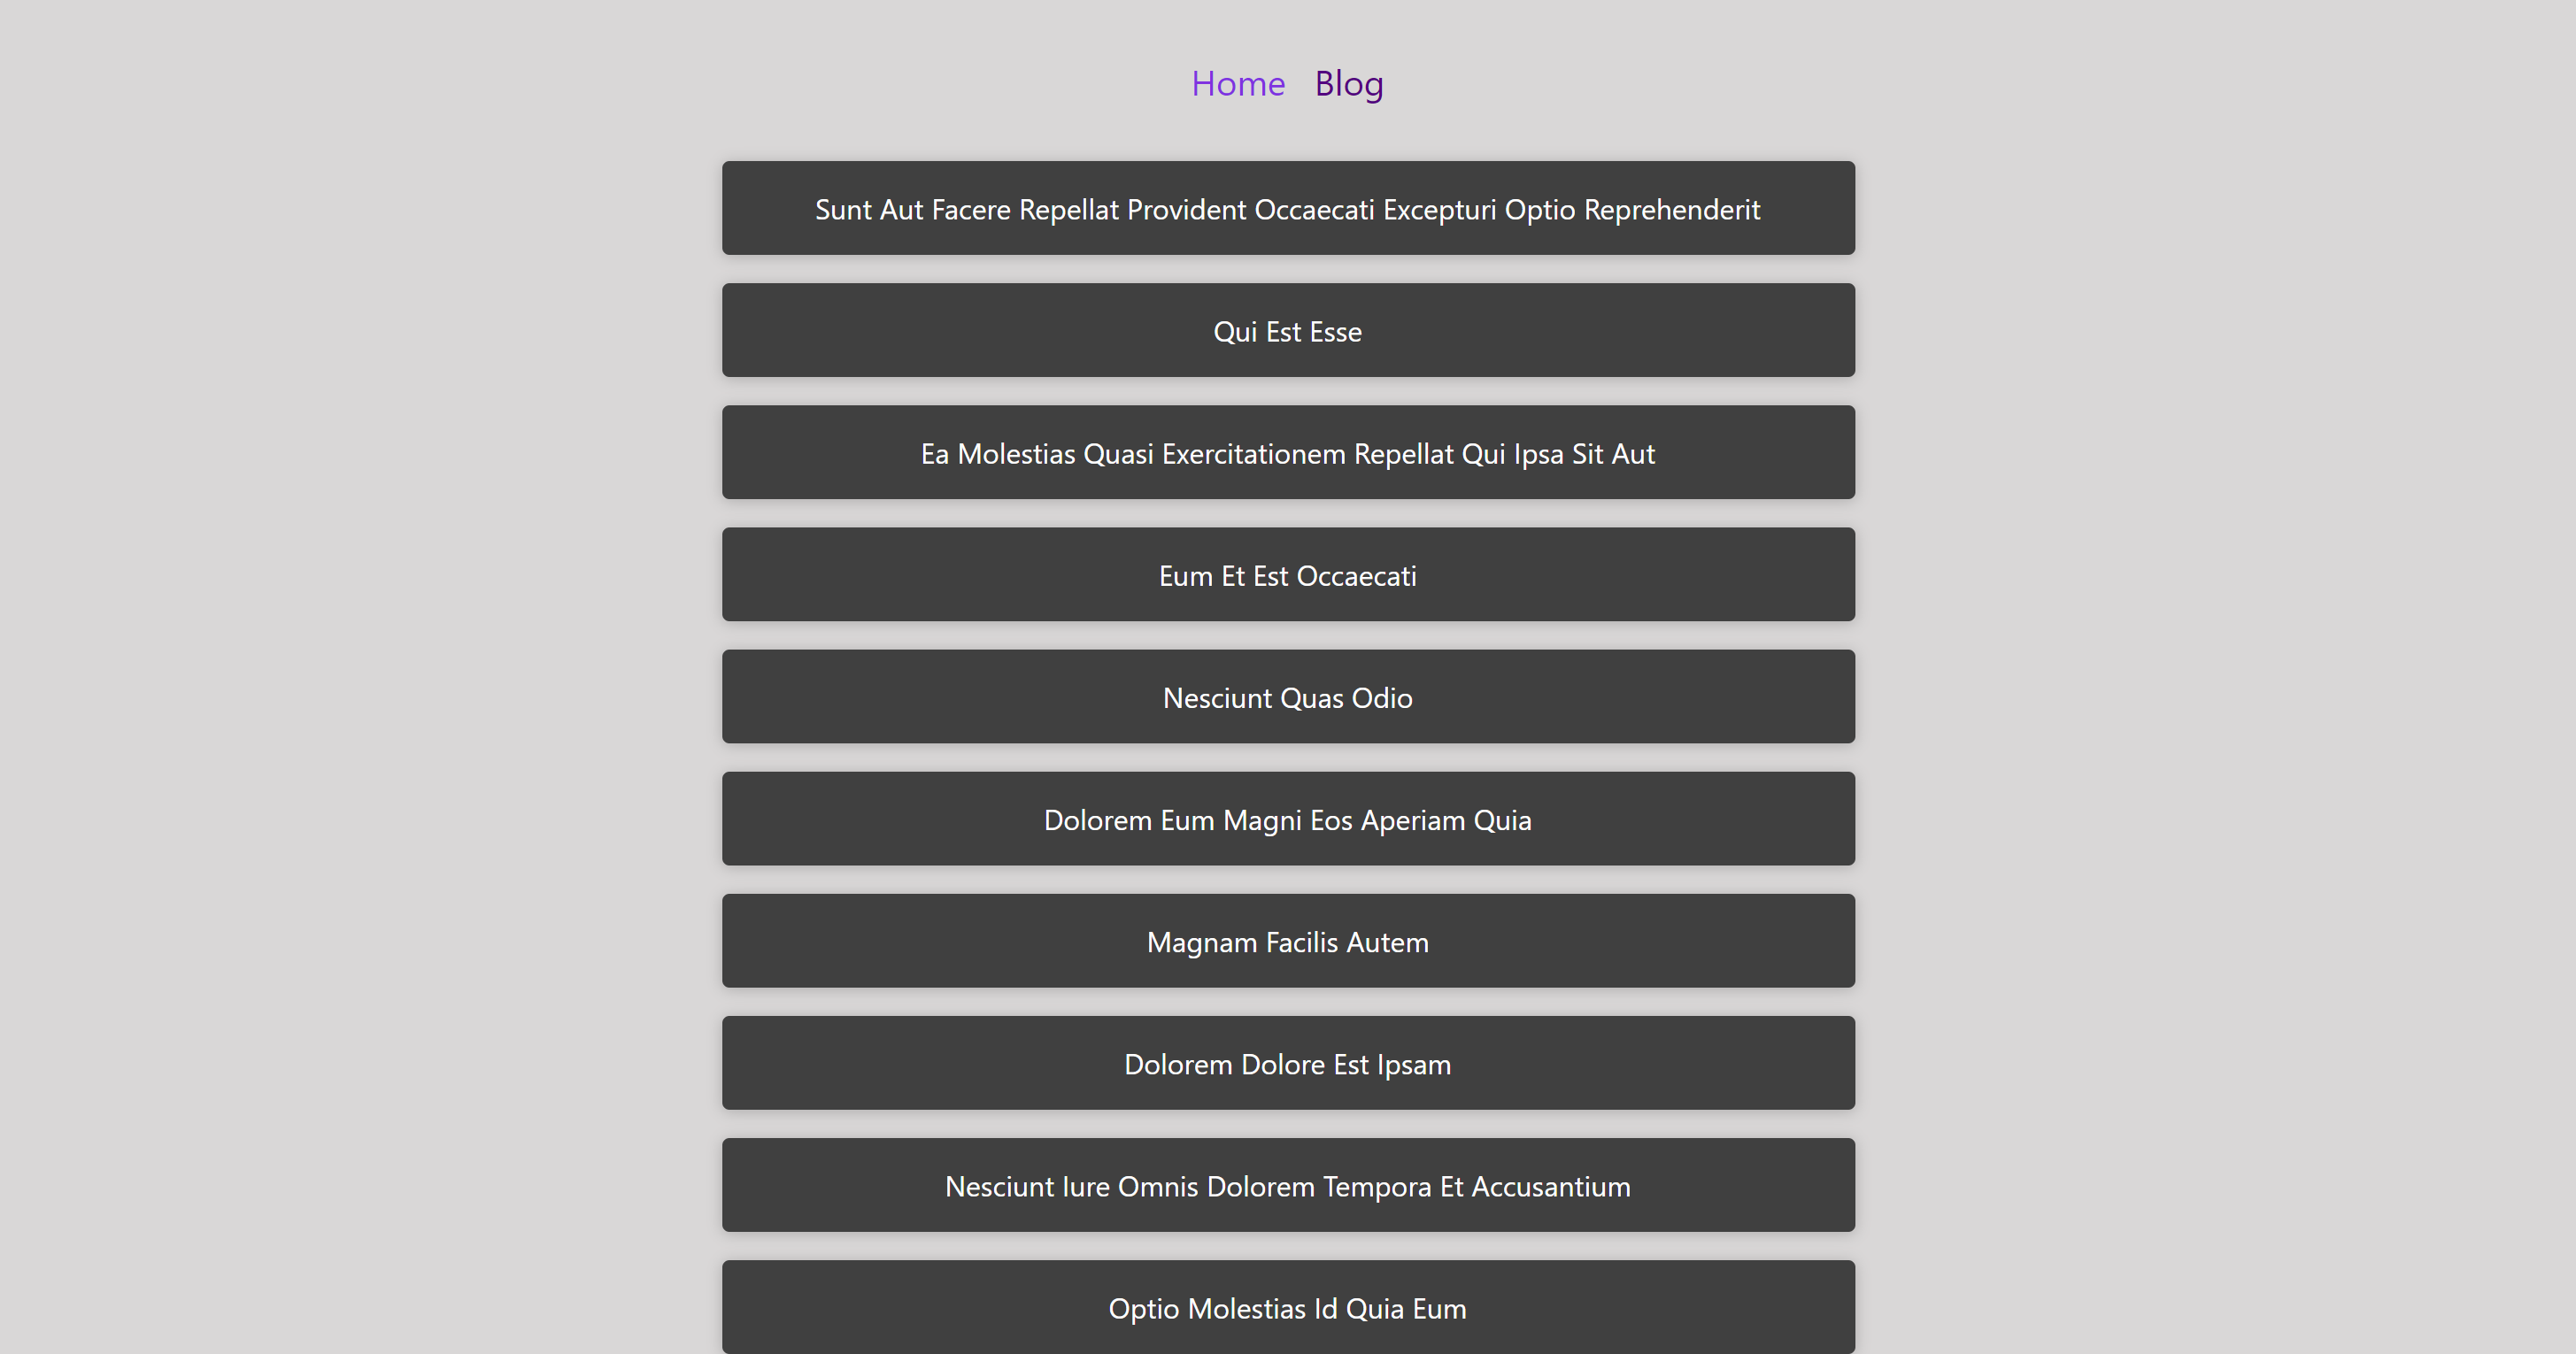 Home Blog
Sunt Aut Facere Repellat Provident Occaecati Excepturi Optio Reprehenderit
Qui Est Esse
Ea Molestias Quasi Exercitationem Repellat Qui Ipsa Sit Aut
Eum Et Est Occaecati
Nesciunt Quas Odio
Dolorem Eum Magni Eos Aperiam Quia
Magnam Facilis Autem
Dolorem Dolore Est Ipsam
Nesciunt Iure Omnis Dolorem Tempora Et Accusantium
Optio Molestias Id Quia Eum